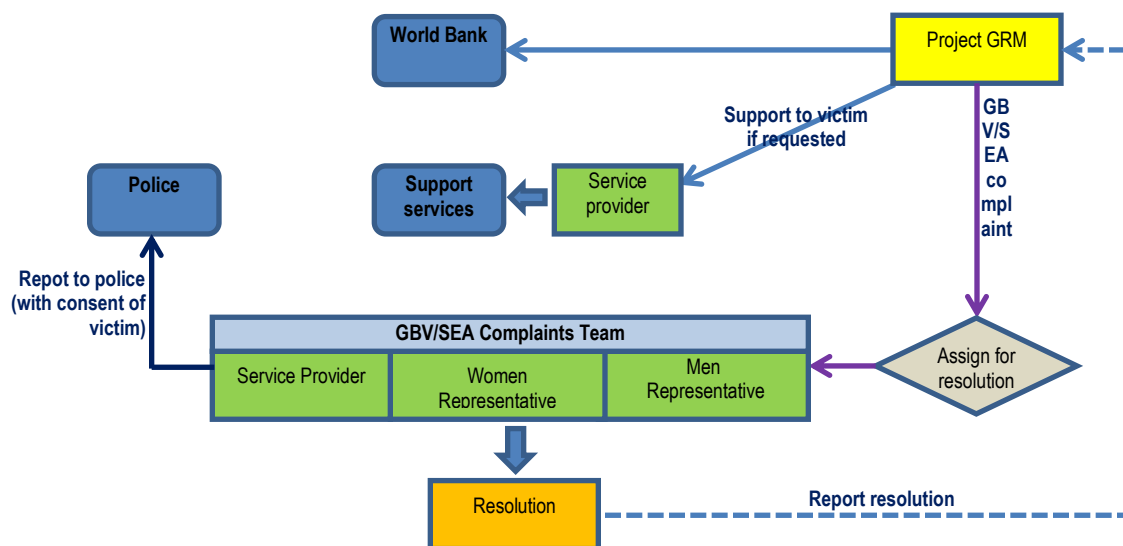 World Bank
Project GRM
Support to victim
if requested
GB
V/S
EA
co
mpl
aint
Police
Support
services
Service
provider
Repot to police
(with consent of
victim)
GBV/SEA Complaints Team
Service Provider
Women
Representative
Men
Representative
Assign for
resolution
Resolution
Report resolution